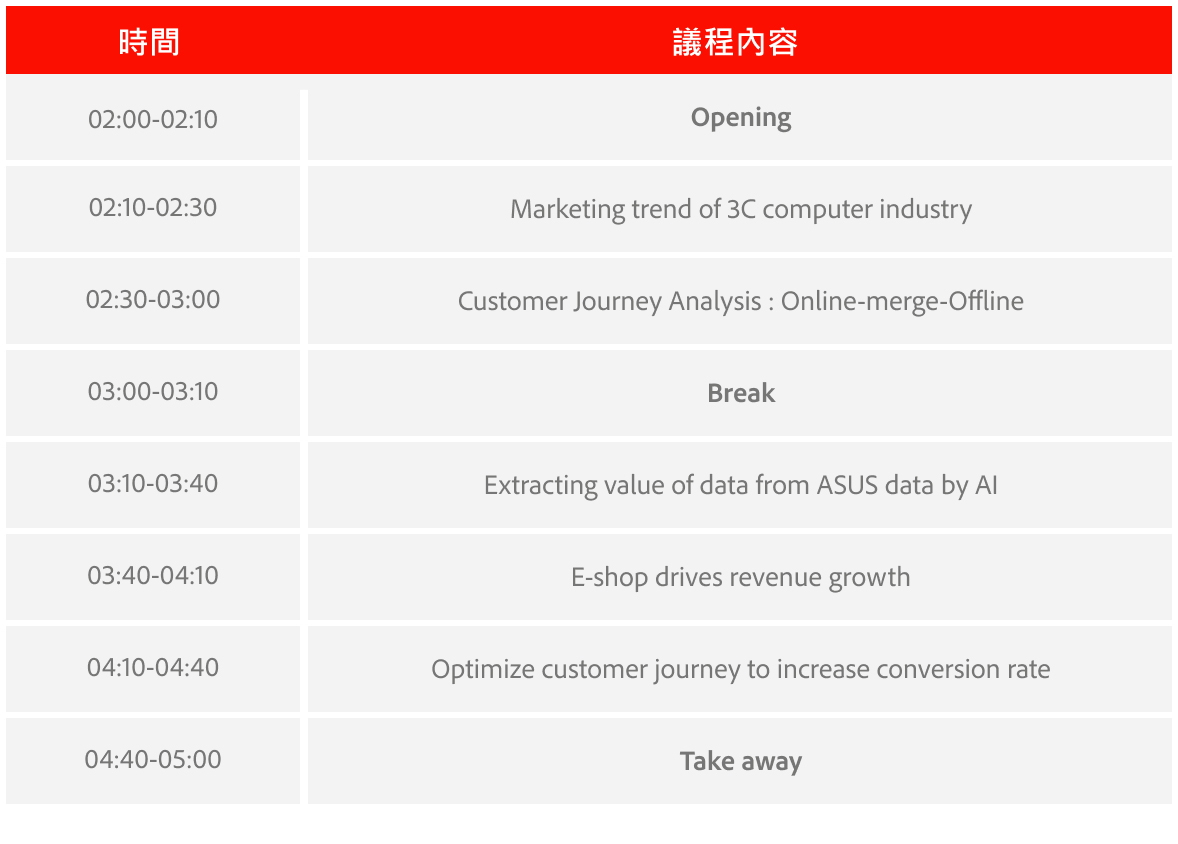 時間 議程內容
02:00-02:10 Opening
02:10-02:30 Marketing trend of 3C computer industry
02:30-03:00 Customer Journey Analysis : Online-merge-Offline
03:00-03:10 Break
03:10-03:40 Extracting value of data from ASUS data by AI
03:40-04:10 E-shop drives revenue growth
04:10-04:40 Optimize customer journey to increase conversion rate
04:40-05:00 Take away